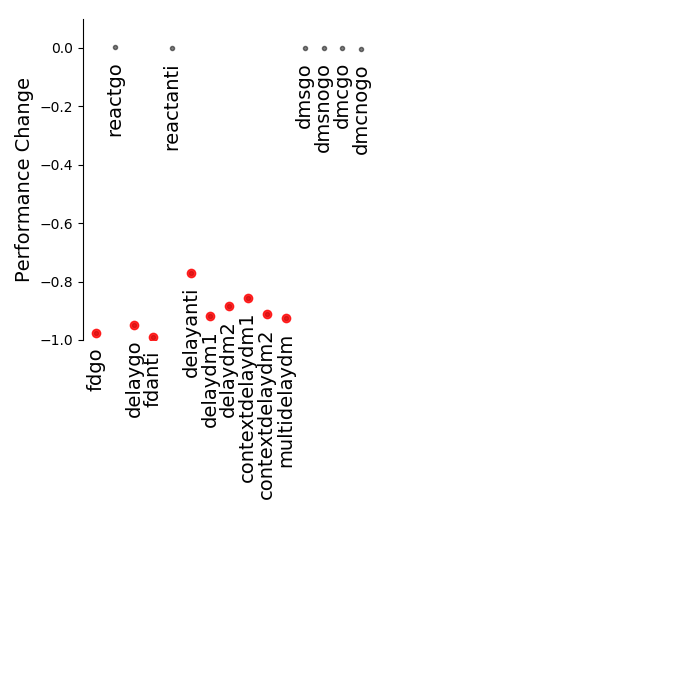 Performance Change
0.0
−0.2
−0.4
−0.6
−0.8
−1.0
fdgo
reactgo
delaygo
fdanti
reactanti
delayanti
delaydm1
delaydm2
contextdelaydm1
contextdelaydm2
multidelaydm
dmsgo
dmsnogo
dmcgo
dmcnogo